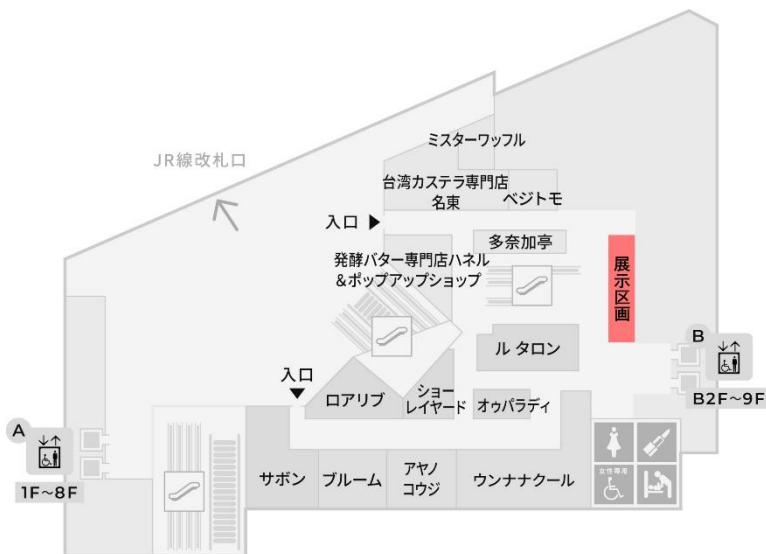 ミスターワッフル
JR線改札口
台湾カステラ専門店
名東
ベジトモ
入口
多奈加亭
発酵バター専門店ハネル
&ポップアップショップ
展示区画
B
ル タロン
入口
B2F〜9F
ロアリブ
ショー
レイヤード
オゥパラディ
A
1F〜8F
サボン
ブルーム
アヤノ
コウジ
ウンナナクール
女性専用